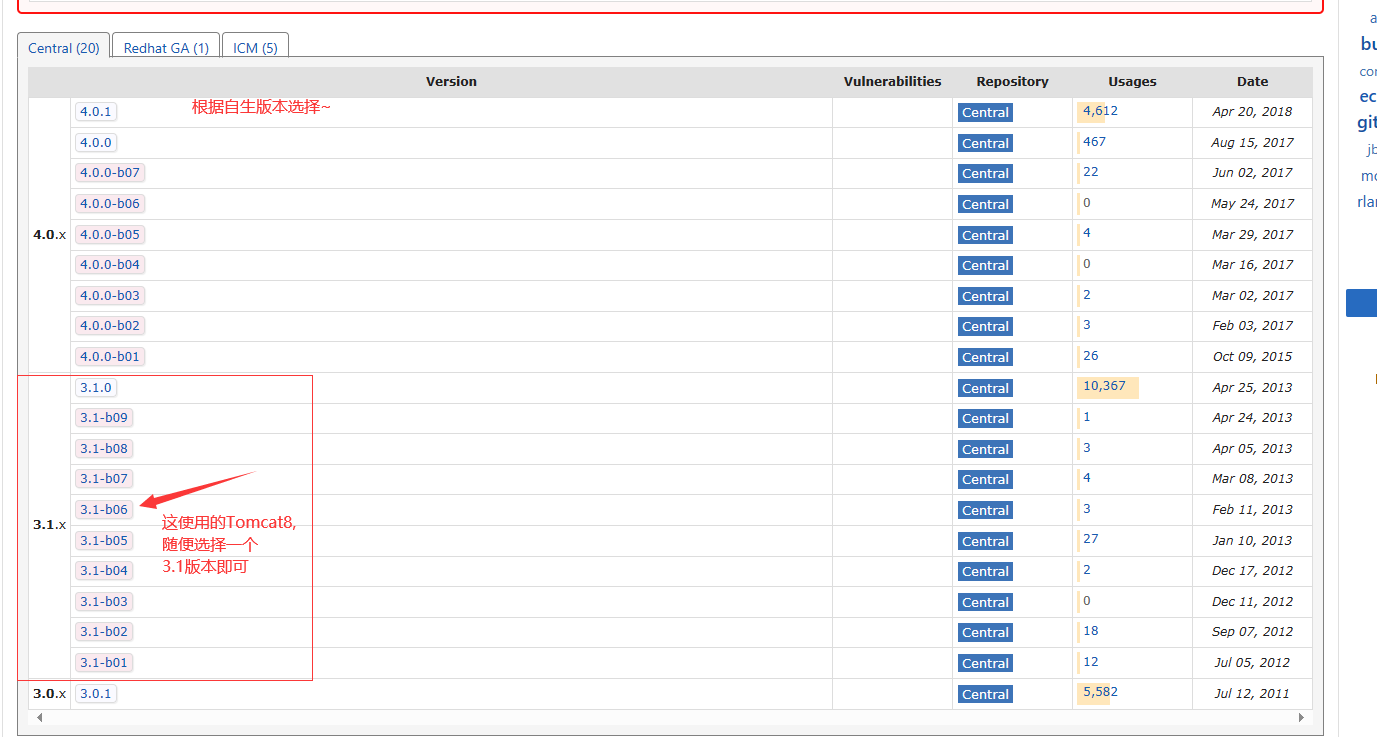 Central (20) Redhat GA (1) ICM (5)
Version Vulnerabilities Repository Usages Date
根据自生版本选择~
4.0.x
4.0.1 Central 4,612 Apr 20, 2018
4.0.0 Central 467 Aug 15, 2017
4.0.0-b07 Central 22 Jun 02, 2017
4.0.0-b06 Central 0 May 24, 2017
4.0.0-b05 Central 4 Mar 29, 2017
4.0.0-b04 Central 0 Mar 16, 2017
4.0.0-b03 Central 2 Mar 02, 2017
4.0.0-b02 Central 3 Feb 03, 2017
4.0.0-b01 Central 26 Oct 09, 2015
3.1.x
3.1.0 Central 10,367 Apr 25, 2013
3.1-b09 Central 1 Apr 24, 2013
3.1-b08 Central 3 Apr 05, 2013
3.1-b07 Central 4 Mar 08, 2013
3.1-b06 Central 3 Feb 11, 2013
这使用的Tomcat8,
随便选择一个
3.1版本即可
3.1-b05 Central 27 Jan 10, 2013
3.1-b04 Central 2 Dec 17, 2012
3.1-b03 Central 0 Dec 11, 2012
3.1-b02 Central 18 Sep 07, 2012
3.1-b01 Central 12 Jul 05, 2012
3.0.x 3.0.1 Central 5,582 Jul 12, 2011